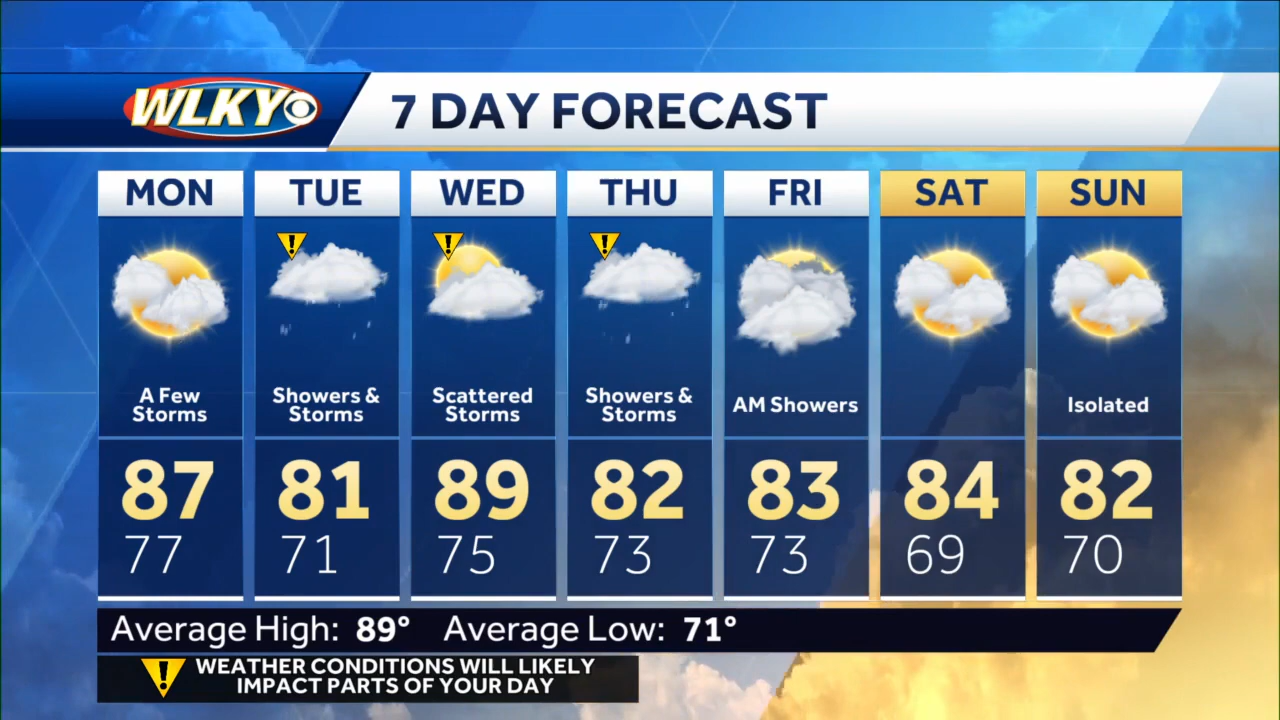 WLKY
7 DAY FORECAST
MON
TUE
WED
THU
FRI
SAT
SUN
!
!
!
A Few
Storms
Showers &
Storms
Scattered
Storms
Showers &
Storms
AM Showers
Isolated
87
81
89
82
83
84
82
77
71
75
73
73
69
70
Average High: 89° Average Low: 71°
! WEATHER CONDITIONS WILL LIKELY
IMPACT PARTS OF YOUR DAY